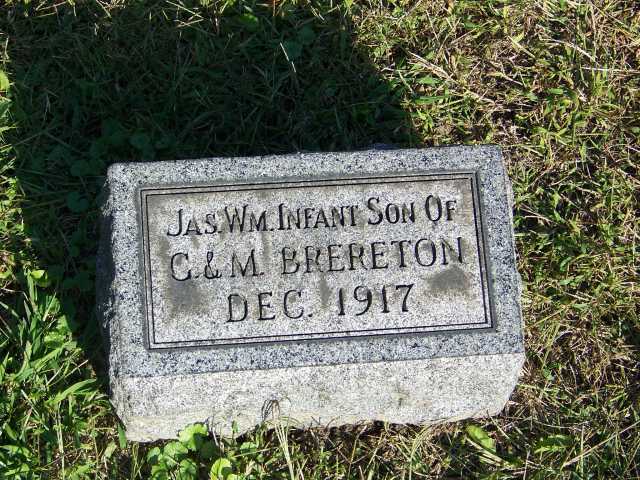 JAS. WM. INFANT SON OF
C. & M. BRERETON
DEC. 1917